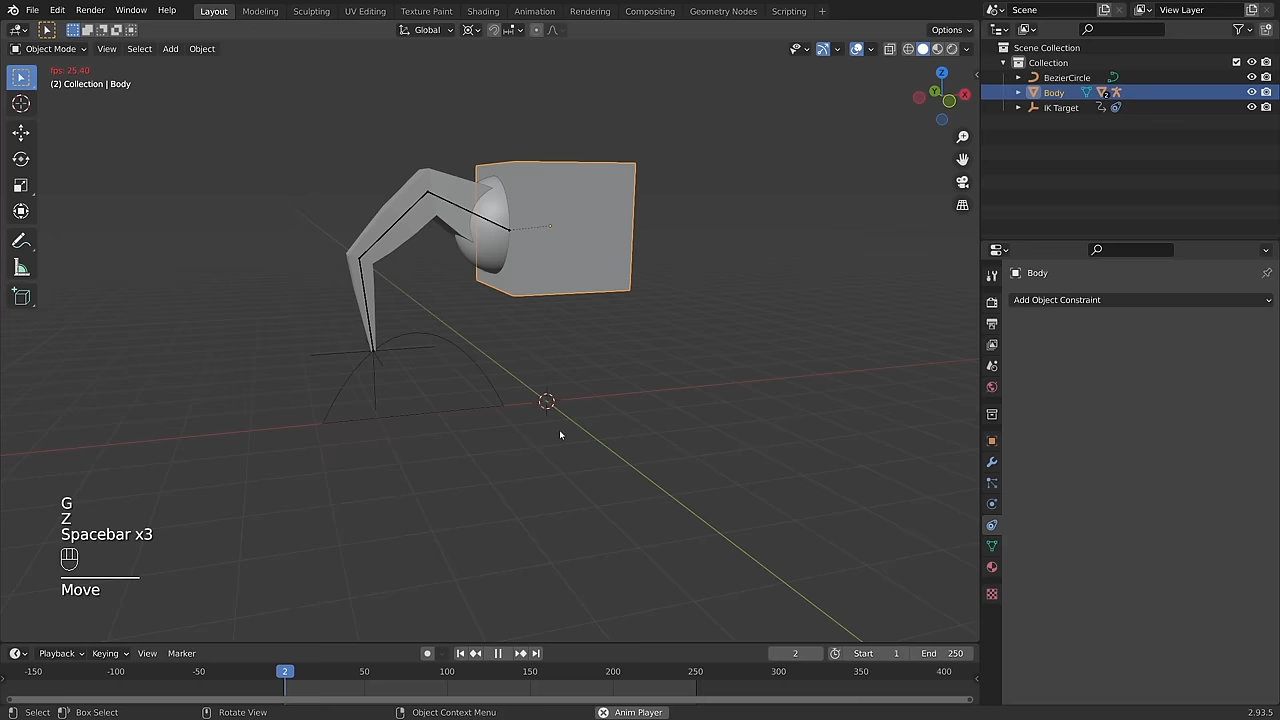 File Edit Render Window Help Layout Modeling Sculpting UV Editing Texture Paint Shading Animation Rendering Compositing Geometry Nodes Scripting + Scene View Layer
Global Options
Object Mode View Select Add Object
fps: 25.40
(2) Collection | Body
Z
Y
X
Scene Collection
Collection
BezierCircle
Body 2
IK Target
Body
Add Object Constraint
G
Z
Spacebar x3
Move
Playback Keying View Marker 2 Start 1 End 250
-150 -100 -50 2 50 100 150 200 250 300 350 400
Select Box Select Rotate View Object Context Menu Anim Player 2.93.5